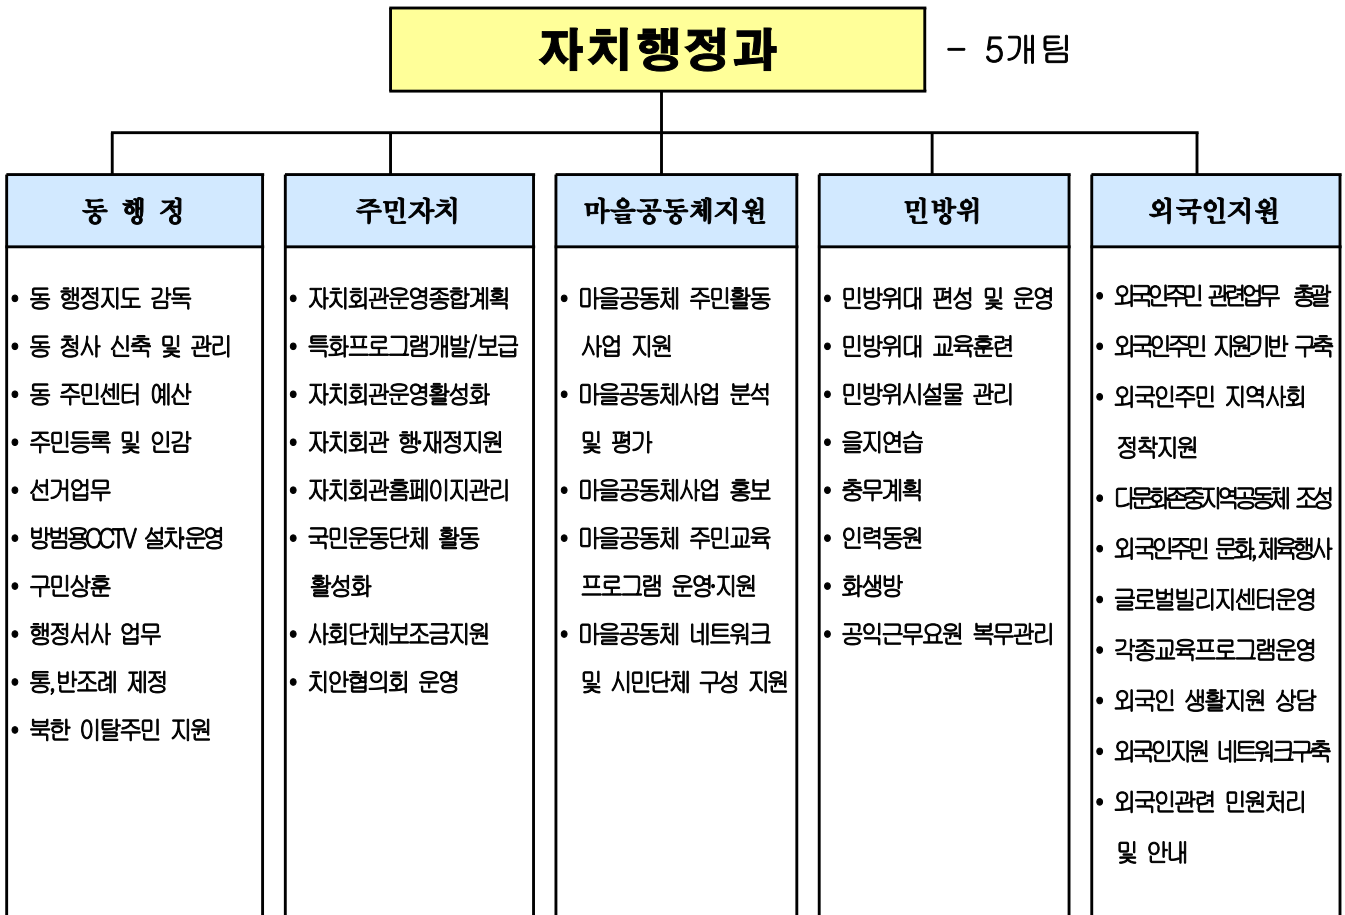 자치행정과 - 5개팀
동 행 정
• 동 행정지도 감독
• 동 청사 신축 및 관리
• 동 주민센터 예산
• 주민등록 및 인감
• 선거업무
• 방범용CCTV 설치·운영
• 구민상훈
• 행정서사 업무
• 통,반조례 제정
• 북한 이탈주민 지원
주민자치
• 자치회관운영종합계획
• 특화프로그램개발/보급
• 자치회관운영활성화
• 자치회관 행·재정지원
• 자치회관홈페이지관리
• 국민운동단체 활동
활성화
• 사회단체보조금지원
• 치안협의회 운영
마을공동체지원
• 마을공동체 주민활동
사업 지원
• 마을공동체사업 분석
및 평가
• 마을공동체사업 홍보
• 마을공동체 주민교육
프로그램 운영·지원
• 마을공동체 네트워크
및 시민단체 구성 지원
민방위
• 민방위대 편성 및 운영
• 민방위대 교육훈련
• 민방위시설물 관리
• 을지연습
• 충무계획
• 인력동원
• 화생방
• 공익근무요원 복무관리
외국인지원
• 외국인주민 관련업무 총괄
• 외국인주민 지원기반 구축
• 외국인주민 지역사회
정착지원
• 다문화존중지역공동체 조성
• 외국인주민 문화,체육행사
• 글로벌빌리지센터운영
• 각종교육프로그램운영
• 외국인 생활지원 상담
• 외국인지원 네트워크구축
• 외국인관련 민원처리
및 안내